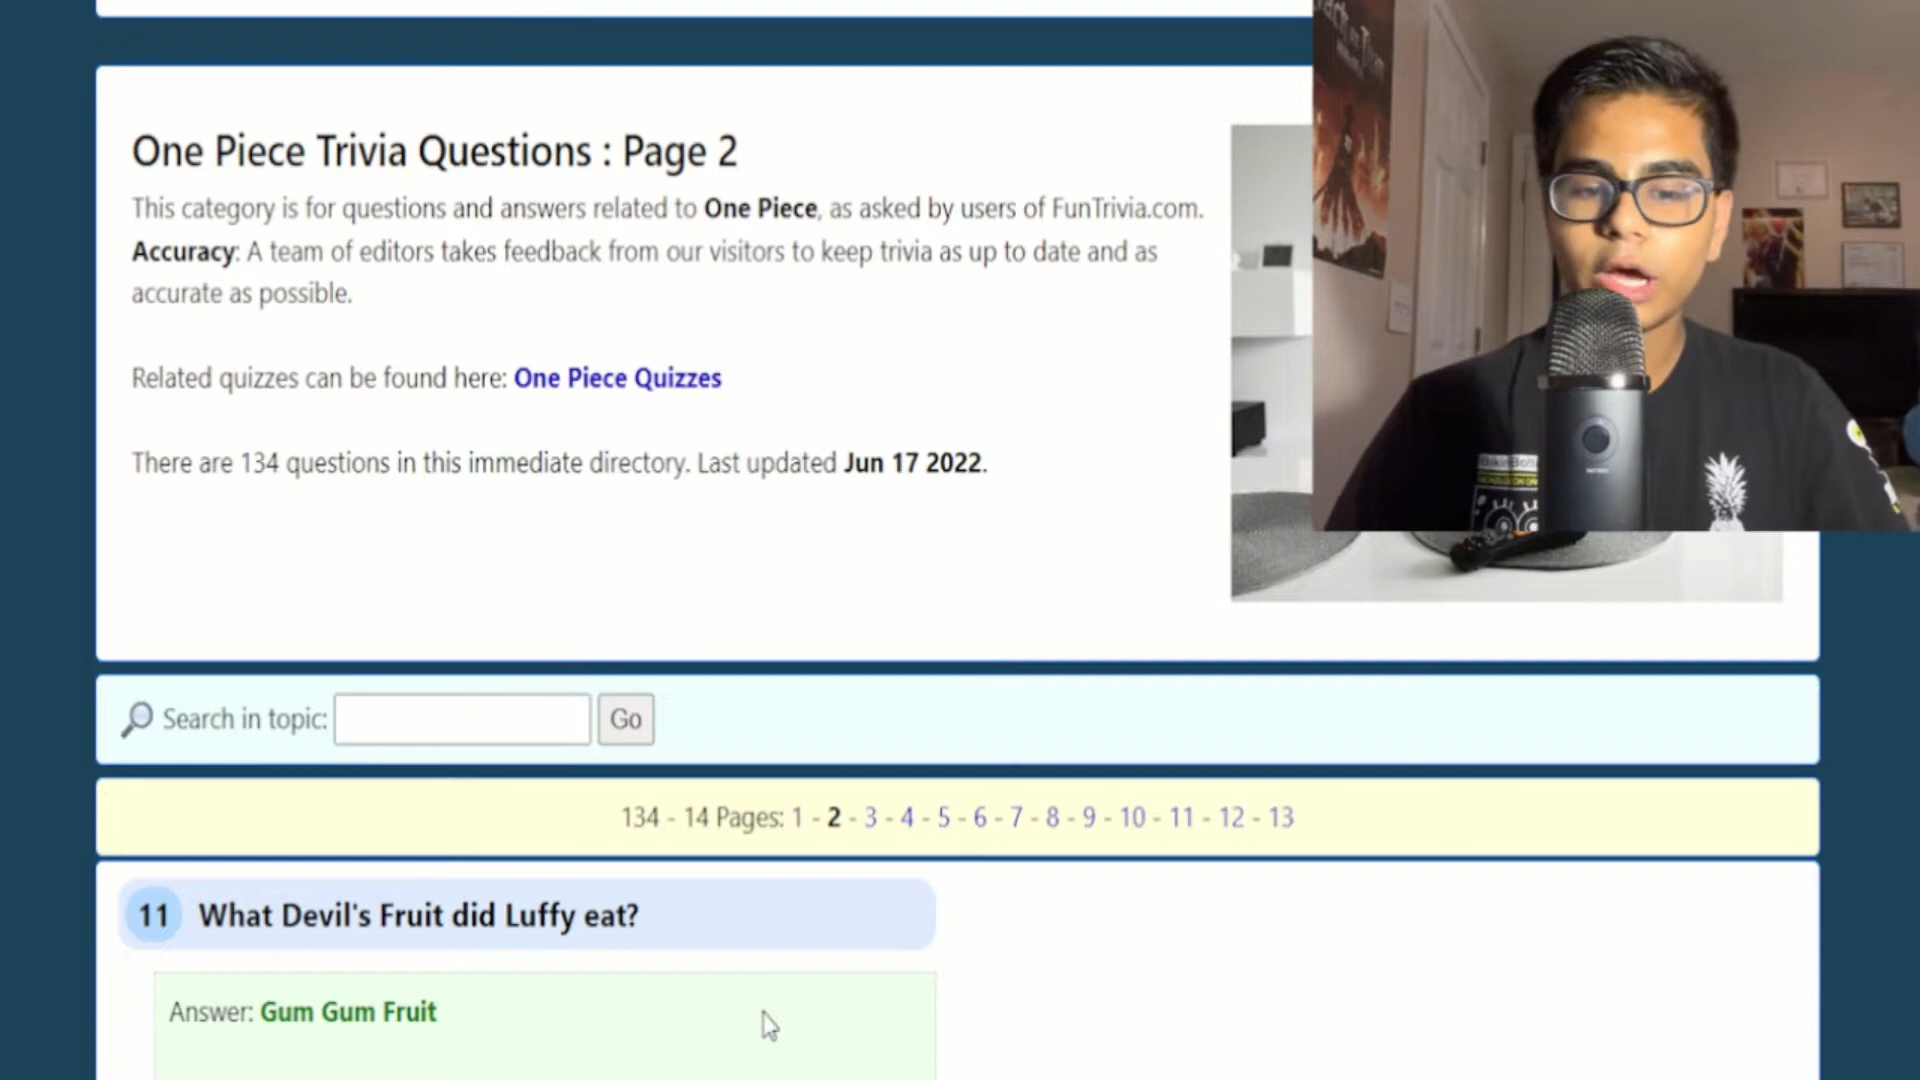 One Piece Trivia Questions : Page 2
This category is for questions and answers related to One Piece, as asked by users of FunTrivia.com.
Accuracy: A team of editors takes feedback from our visitors to keep trivia as up to date and as
accurate as possible.
Related quizzes can be found here: One Piece Quizzes
There are 134 questions in this immediate directory. Last updated Jun 17 2022.
Search in topic:
Go
134 - 14 Pages: 1 - 2 - 3 - 4 - 5 - 6 - 7 - 8 - 9 - 10 - 11 - 12 - 13
11 What Devil's Fruit did Luffy eat?
Answer: Gum Gum Fruit